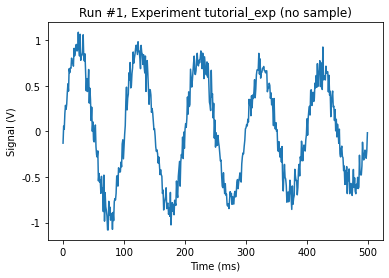 Run #1, Experiment tutorial_exp (no sample)
1
0.5
0
-0.5
-1
Signal (V)
0 100 200 300 400 500
Time (ms)